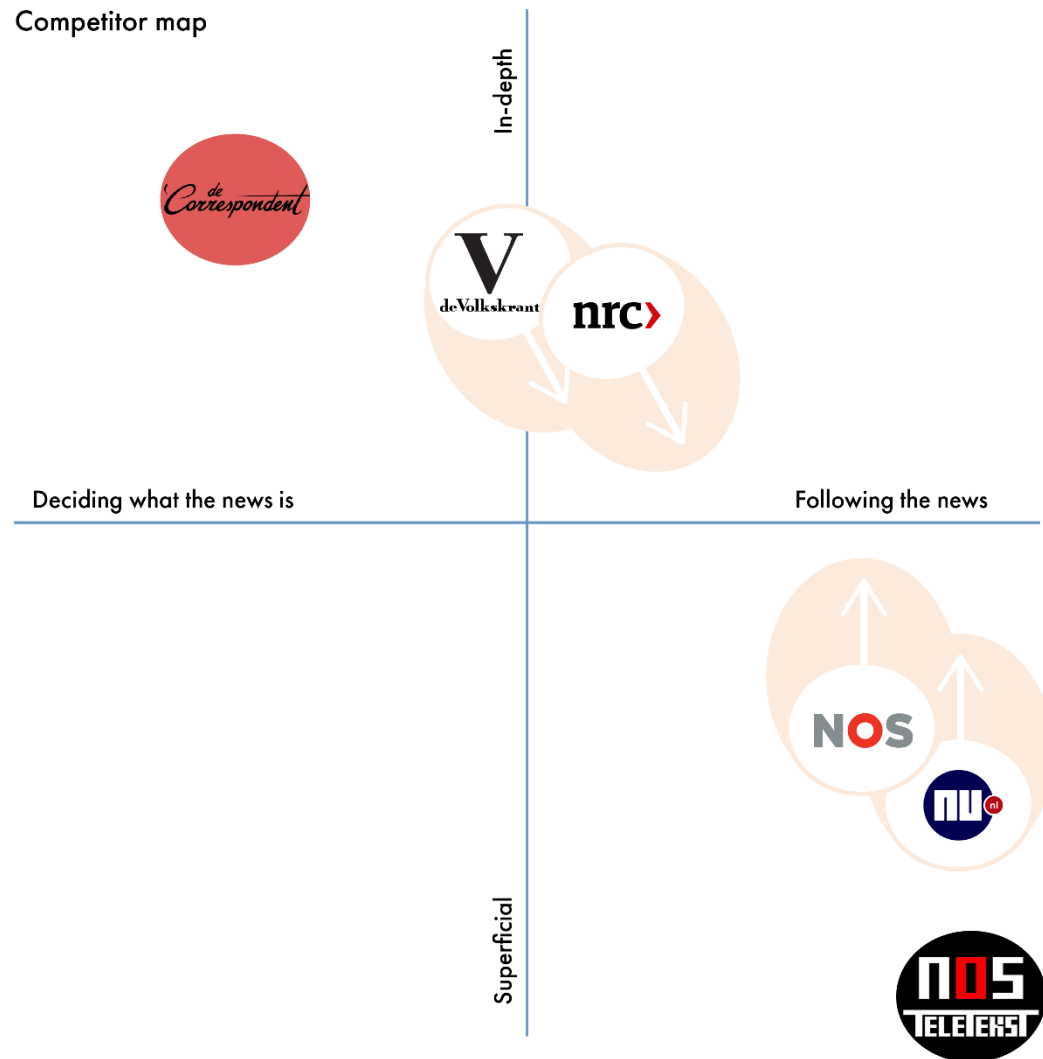 Competitor map
In-depth
de
Correspondent
V
deVolkskrant
nrc>
Deciding what the news is
Following the news
NOS
nu
nl
Superficial
nos
TELETEKST